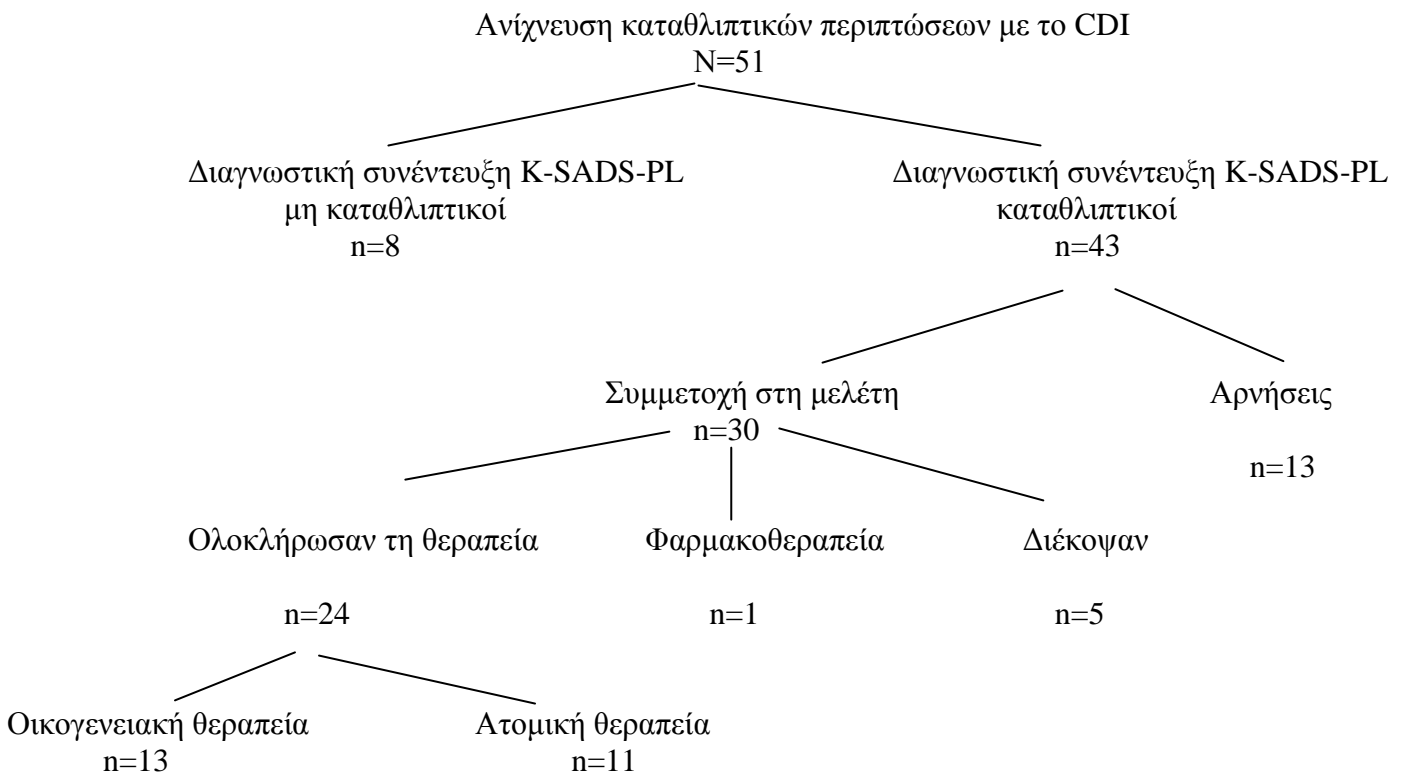 Ανίχνευση καταθλιπτικών περιπτώσεων με το CDI
N=51
Διαγνωστική συνέντευξη K-SADS-PL
μη καταθλιπτικοί
n=8
Διαγνωστική συνέντευξη K-SADS-PL
καταθλιπτικοί
n=43
Συμμετοχή στη μελέτη
n=30
Αρνήσεις
n=13
Ολοκλήρωσαν τη θεραπεία
n=24
Φαρμακοθεραπεία
n=1
Διέκοψαν
n=5
Οικογενειακή θεραπεία
n=13
Ατομική θεραπεία
n=11